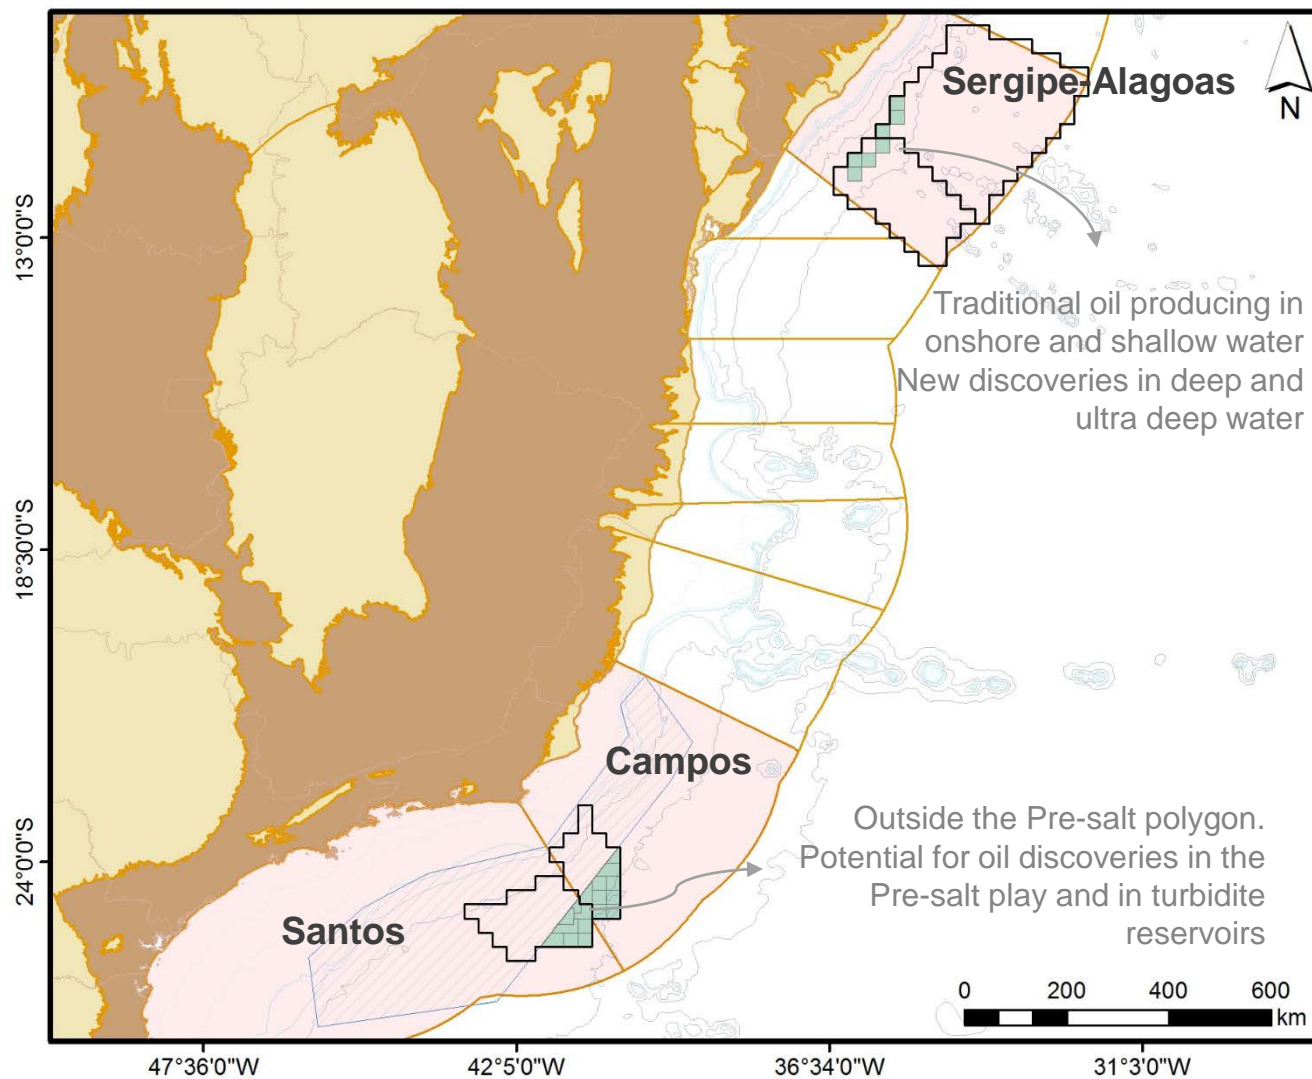 Sergipe-Alagoas
N
13°0'0"S
Traditional oil producing in
onshore and shallow water
New discoveries in deep and
ultra deep water
18°30'0"S
Campos
24°0'0"S
Outside the Pre-salt polygon.
Potential for oil discoveries in the
Pre-salt play and in turbidite
reservoirs
Santos
0 200 400 600
km
47°36'0"W 42°5'0"W 36°34'0"W 31°3'0"W